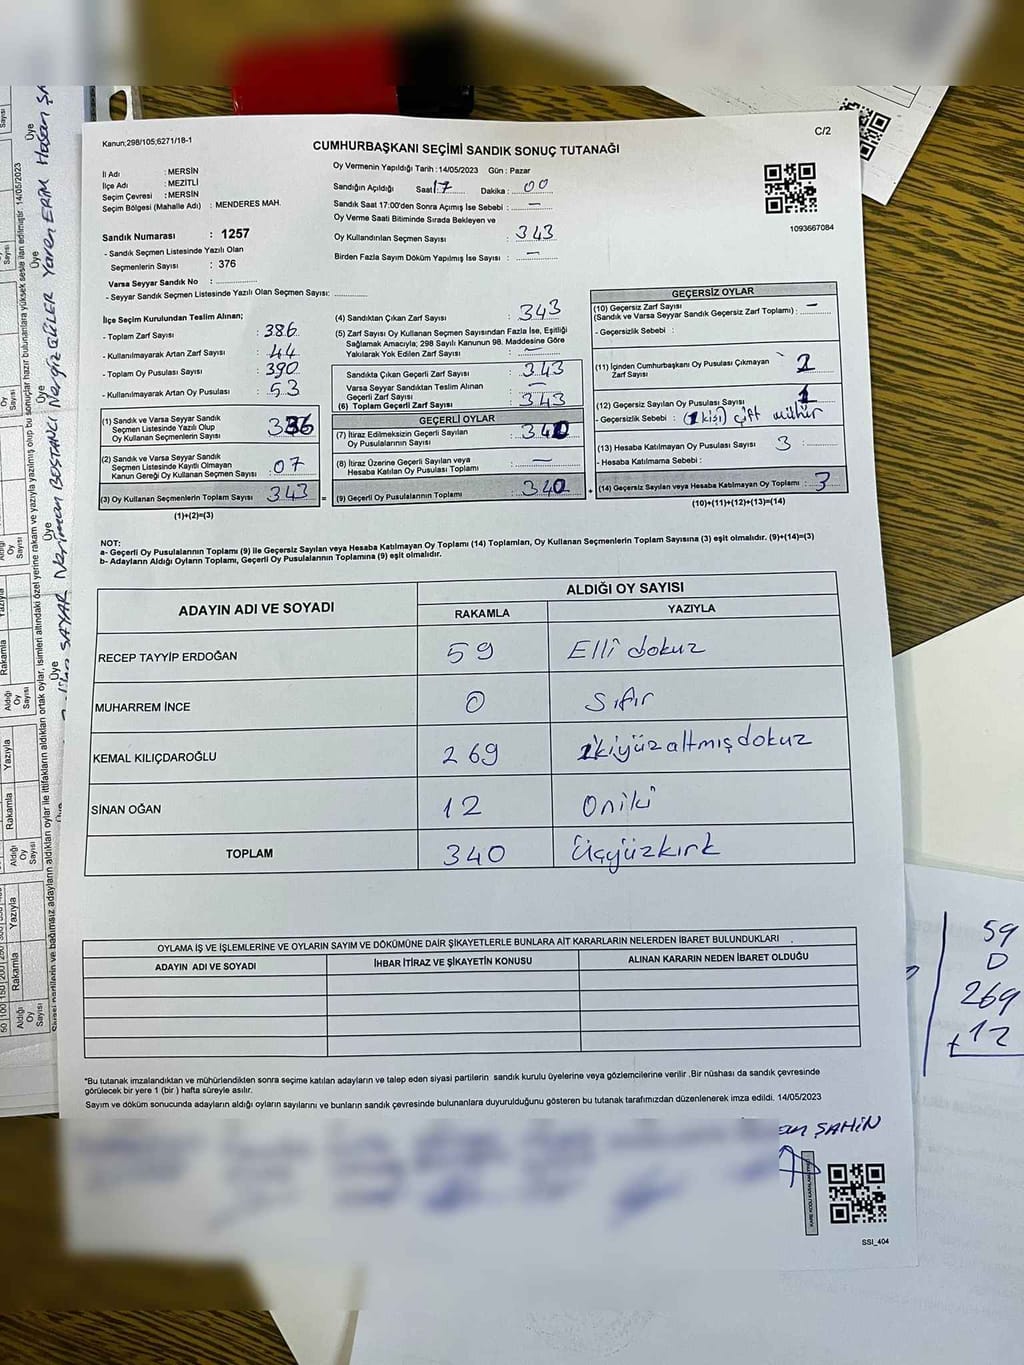 Kanun;298/105;6271/18-1
C/2
CUMHURBAŞKANI SEÇİMİ SANDIK SONUÇ TUTANAĞI
İl Adı : MERSİN
İlçe Adı : MEZİTLİ
Seçim Çevresi : MERSİN
Seçim Bölgesi (Mahalle Adı) : MENDERES MAH.
Sandık Numarası : 1257
- Sandık Seçmen Listesinde Yazılı Olan
Seçmenlerin Sayısı : 376
Varsa Seyyar Sandık No :
- Seyyar Sandık Seçmen Listesinde Yazılı Olan Seçmen Sayısı:
Oy Vermenin Yapıldığı Tarih :14/05/2023 Gün : Pazar
Sandığın Açıldığı Saat 17 Dakika : 00
Sandık Saat 17:00'den Sonra Açımış İse Sebebi : —
Oy Verme Saati Bitiminde Sırada Bekleyen ve
Oy Kullandırılan Seçmen Sayısı : 343
Birden Fazla Sayım Döküm Yapılmış İse Sayısı : —
1093667084
İlçe Seçim Kurulundan Teslim Alınan;
- Toplam Zarf Sayısı : 386
- Kullanılmayarak Artan Zarf Sayısı : 44
- Toplam Oy Pusulası Sayısı : 390
- Kullanılmayarak Artan Oy Pusulası : 53
(1) Sandık ve Varsa Seyyar Sandık
Seçmen Listesinde Yazılı Olup
Oy Kullanan Seçmenlerin Sayısı : 336
(2) Sandık ve Varsa Seyyar Sandık
Seçmen Listesinde Kayıtlı Olmayan
Kanun Gereği Oy Kullanan Seçmen Sayısı : 07
(3) Oy Kullanan Seçmenlerin Toplam Sayısı : 343 =
(1)+(2)=(3)
(4) Sandıktan Çıkan Zarf Sayısı : 343
(5) Zarf Sayısı Oy Kullanan Seçmen Sayısından Fazla İse, Eşitliği
Sağlamak Amacıyla; 298 Sayılı Kanunun 98. Maddesine Göre
Yakılarak Yok Edilen Zarf Sayısı : —
Sandıkta Çıkan Geçerli Zarf Sayısı : 343
Varsa Seyyar Sandıktan Teslim Alınan
Geçerli Zarf Sayısı : —
(6) Toplam Geçerli Zarf Sayısı : 343
GEÇERLİ OYLAR
(7) İtiraz Edilmeksizin Geçerli Sayılan
Oy Pusulalarının Sayısı : 340
(8) İtiraz Üzerine Geçerli Sayılan veya
Hesaba Katılan Oy Pusulası Toplamı : —
(9) Geçerli Oy Pusulalarının Toplamı : 340 +
GEÇERSİZ OYLAR
(10) Geçersiz Zarf Sayısı
(Sandık ve Varsa Seyyar Sandık Geçersiz Zarf Toplamı) : —
- Geçersizlik Sebebi :
(11) İçinden Cumhurbaşkanı Oy Pusulası Çıkmayan
Zarf Sayısı : 2
(12) Geçersiz Sayılan Oy Pusulası Sayısı : 1
- Geçersizlik Sebebi : (1 kişi) çift mühür
(13) Hesaba Katılmayan Oy Pusulası Sayısı : 3
- Hesaba Katılmama Sebebi :
(14) Geçersiz Sayılan veya Hesaba Katılmayan Oy Toplamı : 3
(10)+(11)+(12)+(13)=(14)
NOT:
a- Geçerli Oy Pusulalarının Toplamı (9) ile Geçersiz Sayılan veya Hesaba Katılmayan Oy Toplamı (14) Toplamları, Oy Kullanan Seçmenlerin Toplam Sayısına (3) eşit olmalıdır. (9)+(14)=(3)
b- Adayların Aldığı Oyların Toplamı, Geçerli Oy Pusulalarının Toplamına (9) eşit olmalıdır.
ADAYIN ADI VE SOYADI
ALDIĞI OY SAYISI
RAKAMLA YAZIYLA
RECEP TAYYİP ERDOĞAN 59 Elli dokuz
MUHARREM İNCE 0 Sıfır
KEMAL KILIÇDAROĞLU 269 ikiyüz altmış dokuz
SİNAN OĞAN 12 Oniki
TOPLAM 340 Üçyüzkırk
OYLAMA İŞ VE İŞLEMLERİNE VE OYLARIN SAYIM VE DÖKÜMÜNE DAİR ŞİKAYETLERLE BUNLARA AİT KARARLARIN NELERDEN İBARET BULUNDUKLARI .
ADAYIN ADI VE SOYADI İHBAR İTİRAZ VE ŞİKAYETİN KONUSU ALINAN KARARIN NEDEN İBARET OLDUĞU
*Bu tutanak imzalandıktan ve mühürlendikten sonra seçime katılan adayların ve talep eden siyasi partilerin sandık kurulu üyelerine veya gözlemcilerine verilir .Bir nüshası da sandık çevresinde
görülecek bir yere 1 (bir ) hafta süreyle asılır.
Sayım ve döküm sonucunda adayların aldığı oyların sayılarını ve bunların sandık çevresinde bulunanlara duyurulduğunu gösteren bu tutanak tarafımızdan düzenlenerek imza edildi. 14/05/2023
an ŞAHİN
SSI_404
59
0
269
+12
SAYAR Neriman BOSTANCI Nergiz GÜLER Yaren ERİM Hasan ŞA
Üye Üye Üye Üye Üye
Aldığı Oy Sayısı
Rakamla Yazıyla